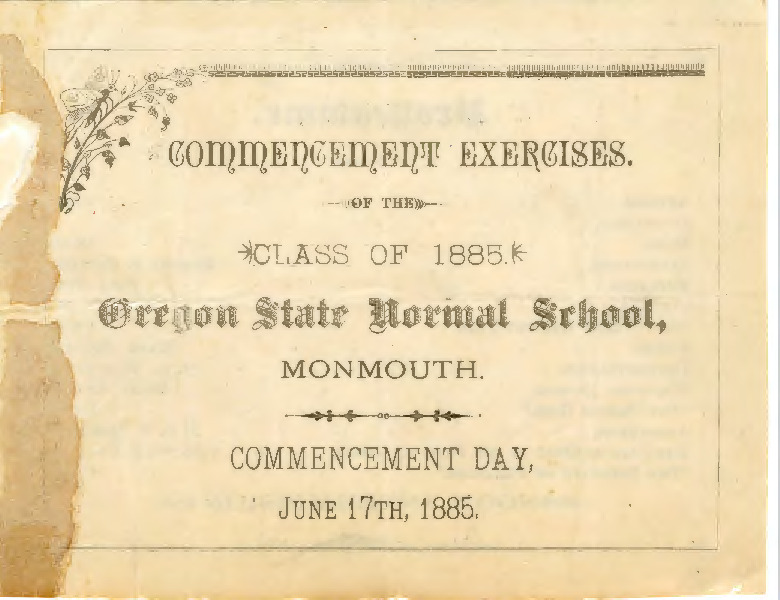 COMMENCEMENT EXERCISES.
OF THE
CLASS OF 1885.
Oregon State Normal School,
MONMOUTH.
COMMENCEMENT DAY,
JUNE 17TH, 1885.